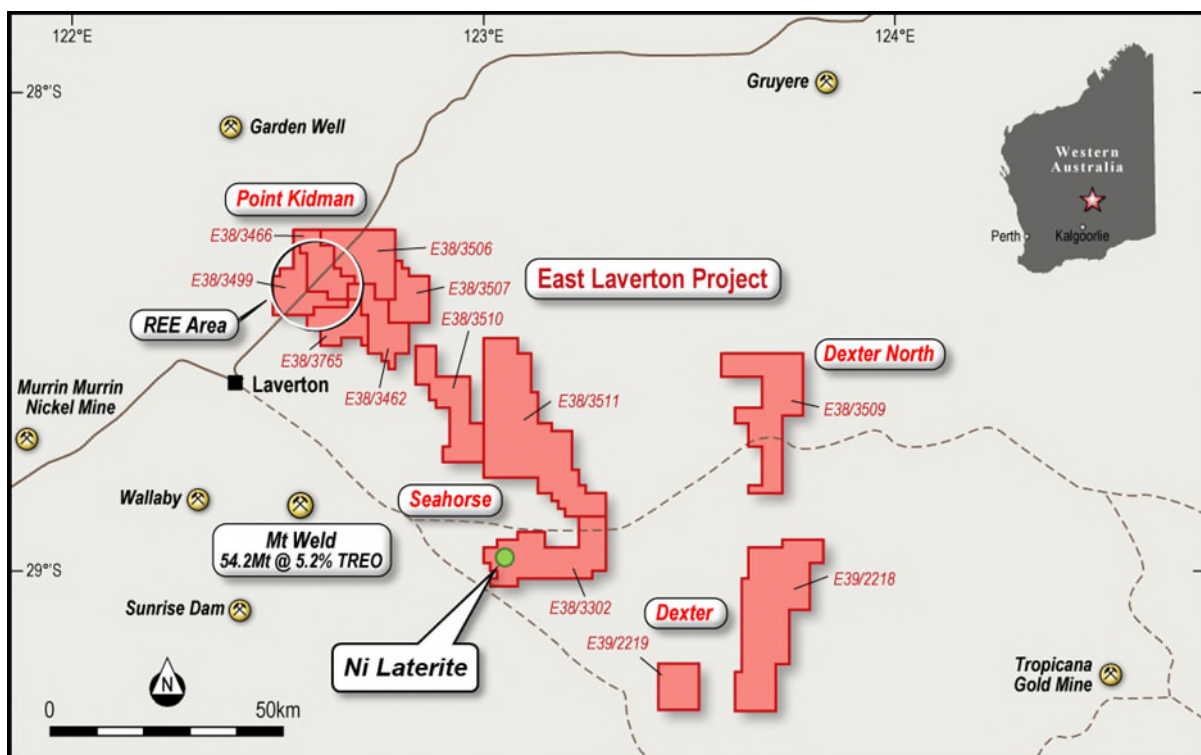 122°E
123°E
124°E
28°S
Gruyere
Garden Well
Western
Australia
Perth
Kalgoorlie
Point Kidman
E38/3466
E38/3506
E38/3499
E38/3507
East Laverton Project
REE Area
E38/3510
E38/3765
Dexter North
Laverton
E38/3462
E38/3511
E38/3509
Murrin Murrin
Nickel Mine
Wallaby
Seahorse
Mt Weld
54.2Mt @ 5.2% TREO
29°S
E39/2218
Sunrise Dam
E38/3302
Dexter
Ni Laterite
E39/2219
N
Tropicana
Gold Mine
0
50km